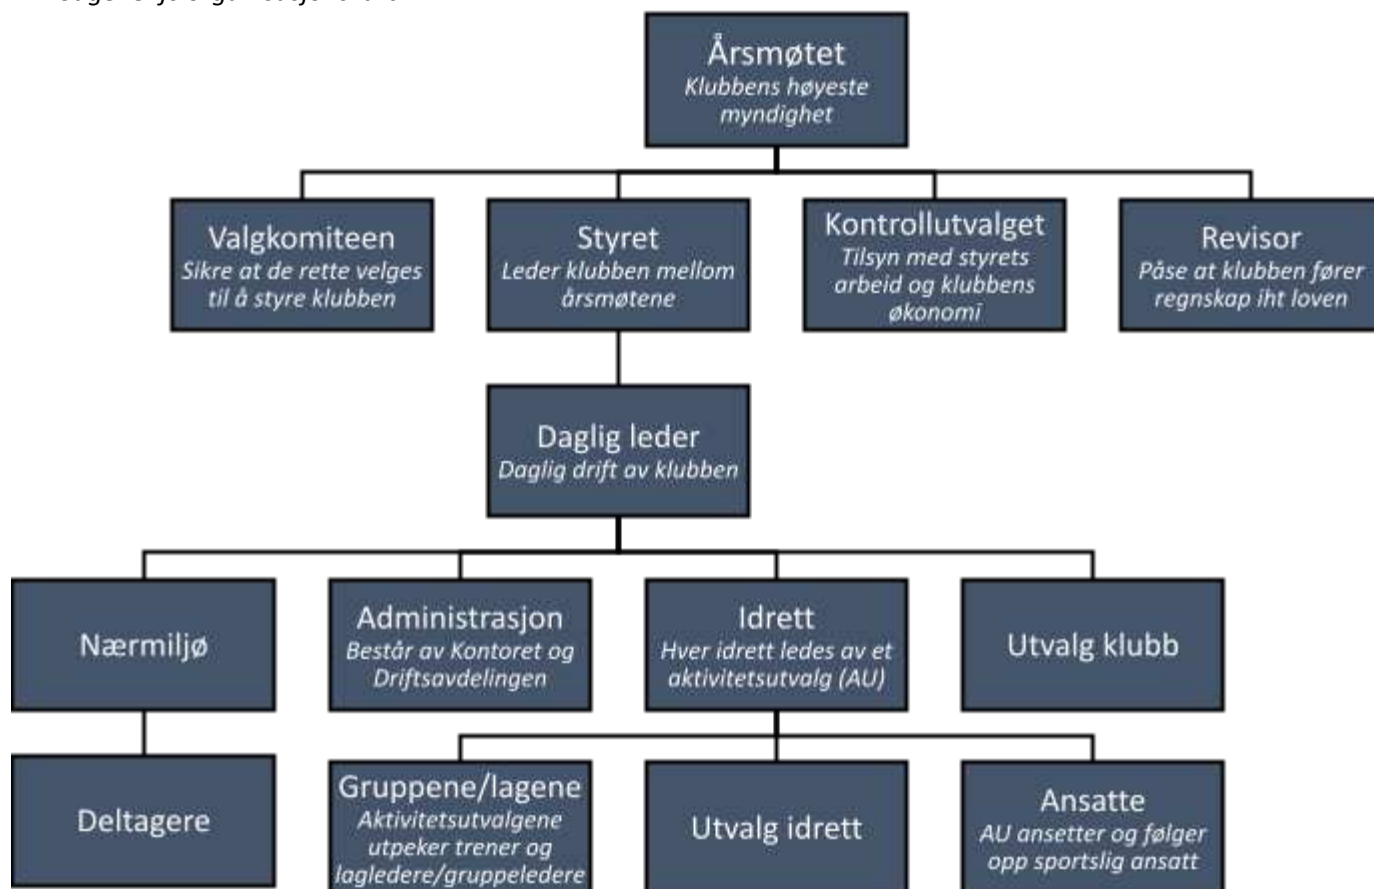 Årsmøtet
Klubbens høyeste
myndighet
Valgkomiteen
Sikre at de rette velges
til å styre klubben
Styret
Leder klubben mellom
årsmøtene
Kontrollutvalget
Tilsyn med styrets
arbeid og klubbens
økonomi
Revisor
Påse at klubben fører
regnskap iht loven
Daglig leder
Daglig drift av klubben
Nærmiljø
Administrasjon
Består av Kontoret og
Driftsavdelingen
Idrett
Hver idrett ledes av et
aktivitetsutvalg (AU)
Utvalg klubb
Deltagere
Gruppene/lagene
Aktivitetsutvalgene
utpeker trener og
lagledere/gruppeledere
Utvalg idrett
Ansatte
AU ansetter og følger
opp sportslig ansatt